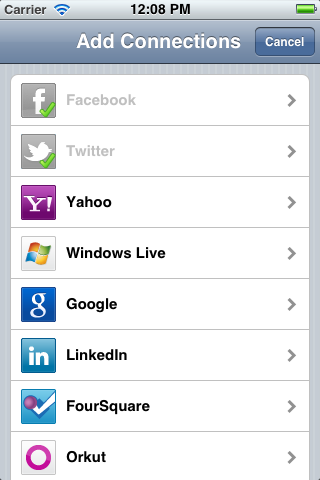 Carrier 12:08 PM
Add Connections Cancel
f Facebook
Twitter
Y! Yahoo
Windows Live
g Google
in LinkedIn
FourSquare
Orkut